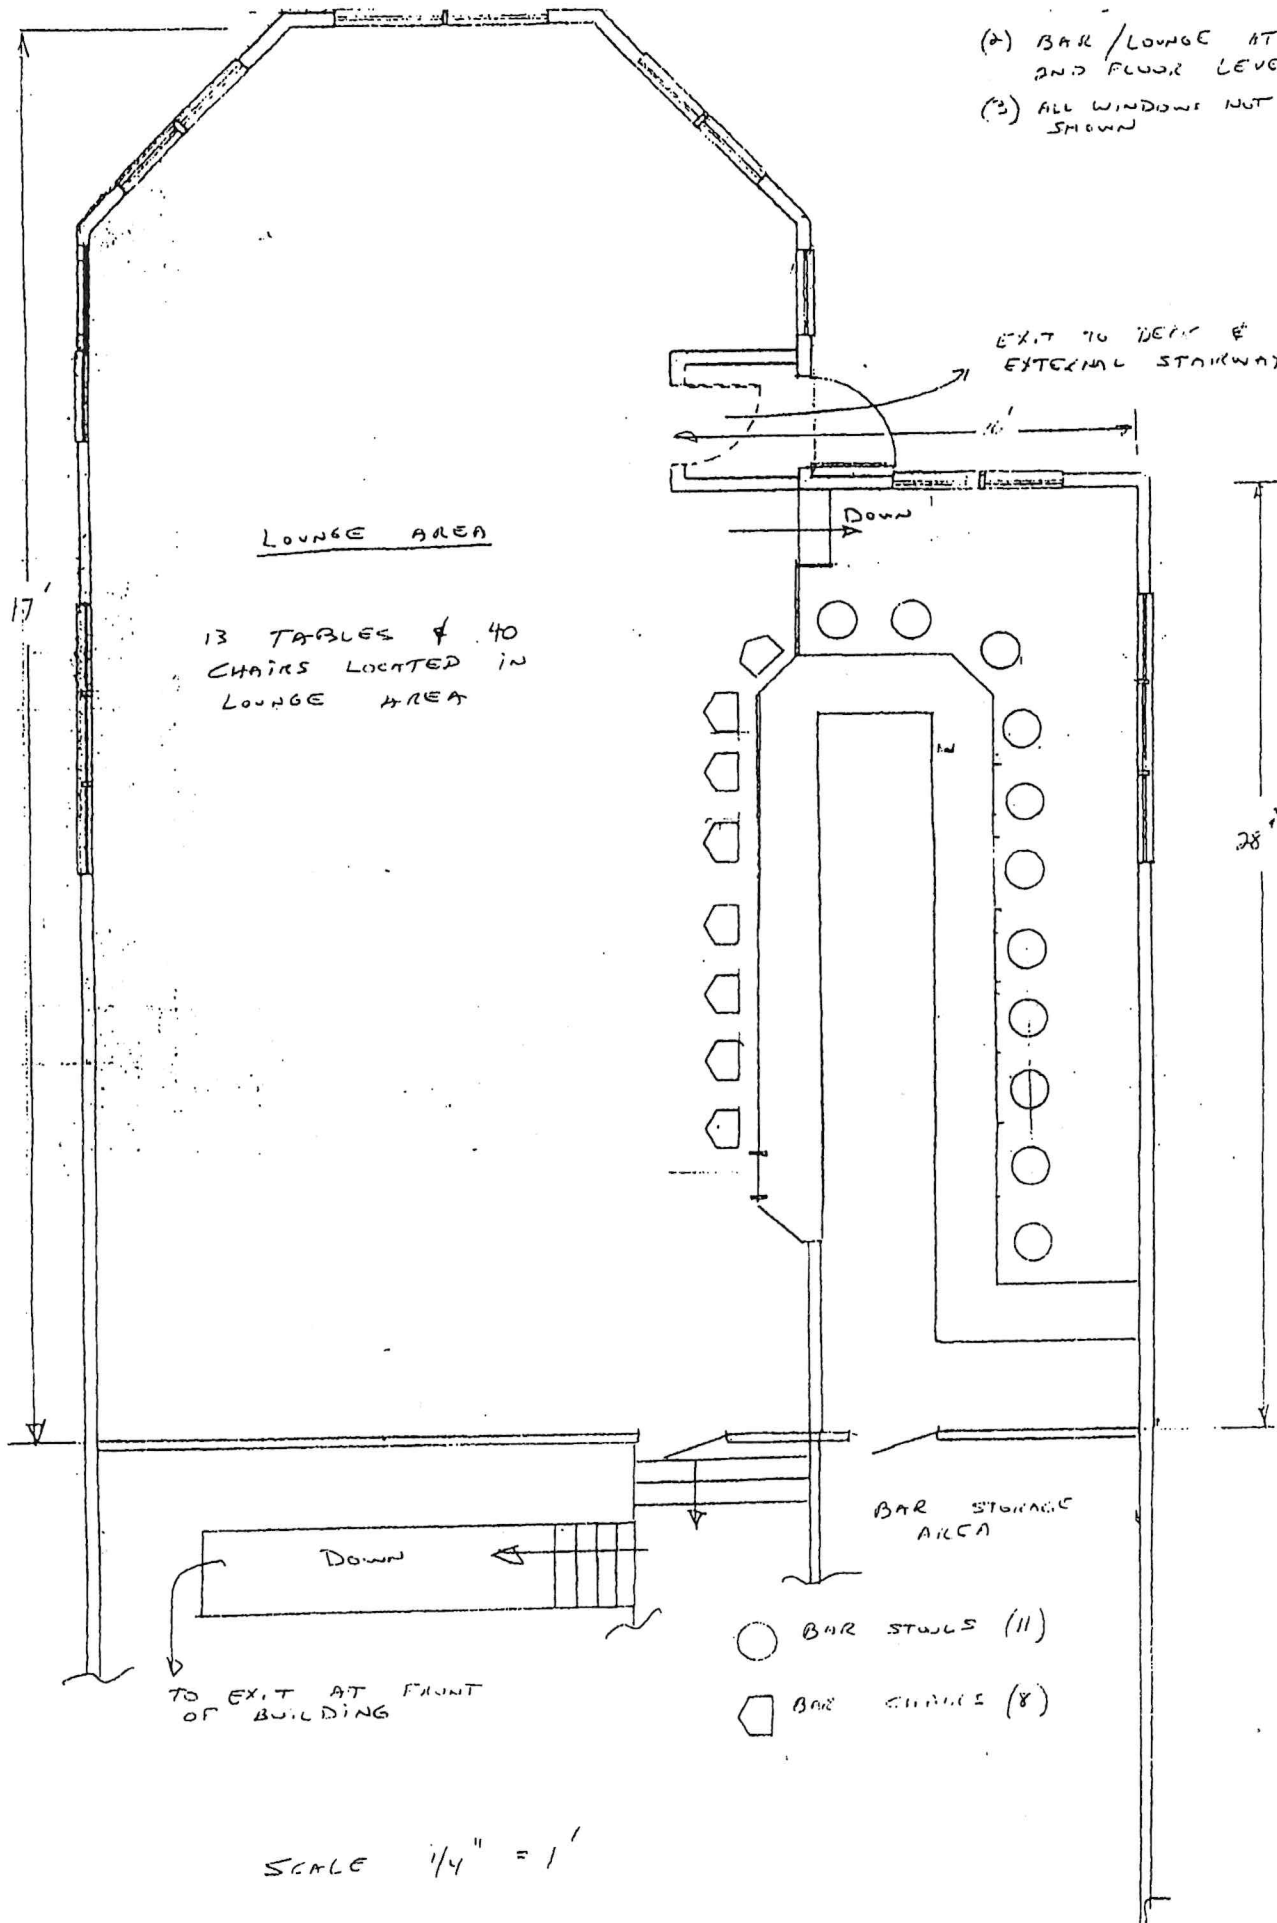 (2) BAR / LOUNGE AT
2ND FLOOR LEVE
(3) ALL WINDOWS NOT
SHOWN
EXIT TO DECK &
EXTERNAL STAIRWAY
16'
DOWN
LOUNGE AREA
17'
13 TABLES & 40
CHAIRS LOCATED IN
LOUNGE AREA
28'
BAR STORAGE
AREA
DOWN
BAR STOOLS (11)
TO EXIT AT FRONT
OF BUILDING
BAR CHAIRS (8)
SCALE 1/4" = 1'